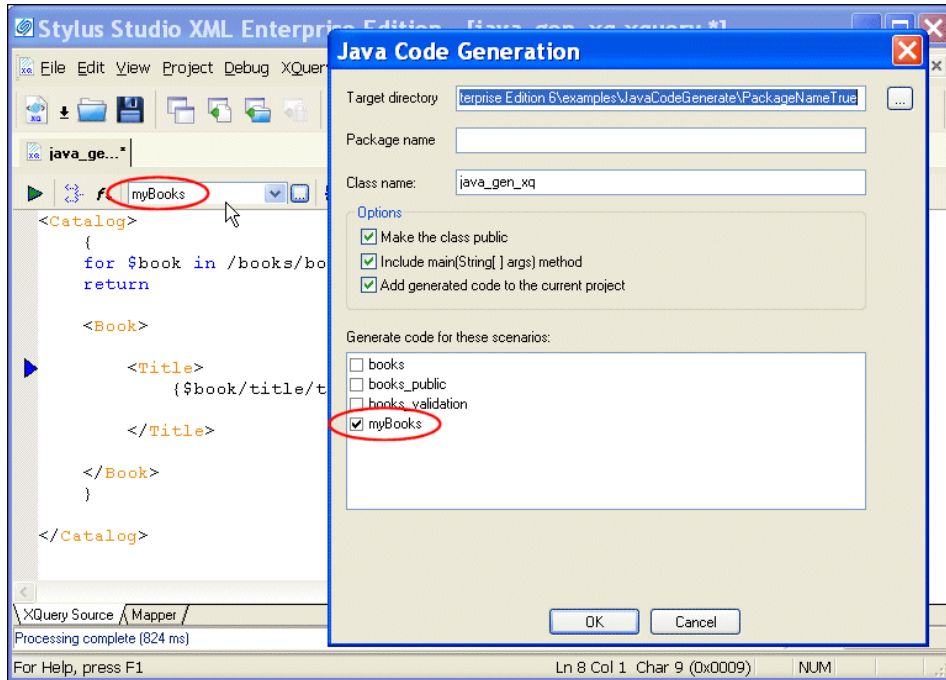 Stylus Studio XML Enterprise Edition - [java_gen_xq.xquery *]
File Edit View Project Debug XQuer
java_ge...*
myBooks
<Catalog>
{
for $book in /books/bo
return
<Book>
<Title>
{$book/title/t
</Title>
</Book>
}
</Catalog>
XQuery Source Mapper
Processing complete (824 ms)
For Help, press F1
Ln 8 Col 1 Char 9 (0x0009)
NUM
Java Code Generation
Target directory
terprise Edition 6\examples\JavaCodeGenerate\PackageNameTrue
...
Package name
Class name:
java_gen_xq
Options
Make the class public
Include main(String[ ] args) method
Add generated code to the current project
Generate code for these scenarios:
books
books_public
books_validation
myBooks
OK
Cancel